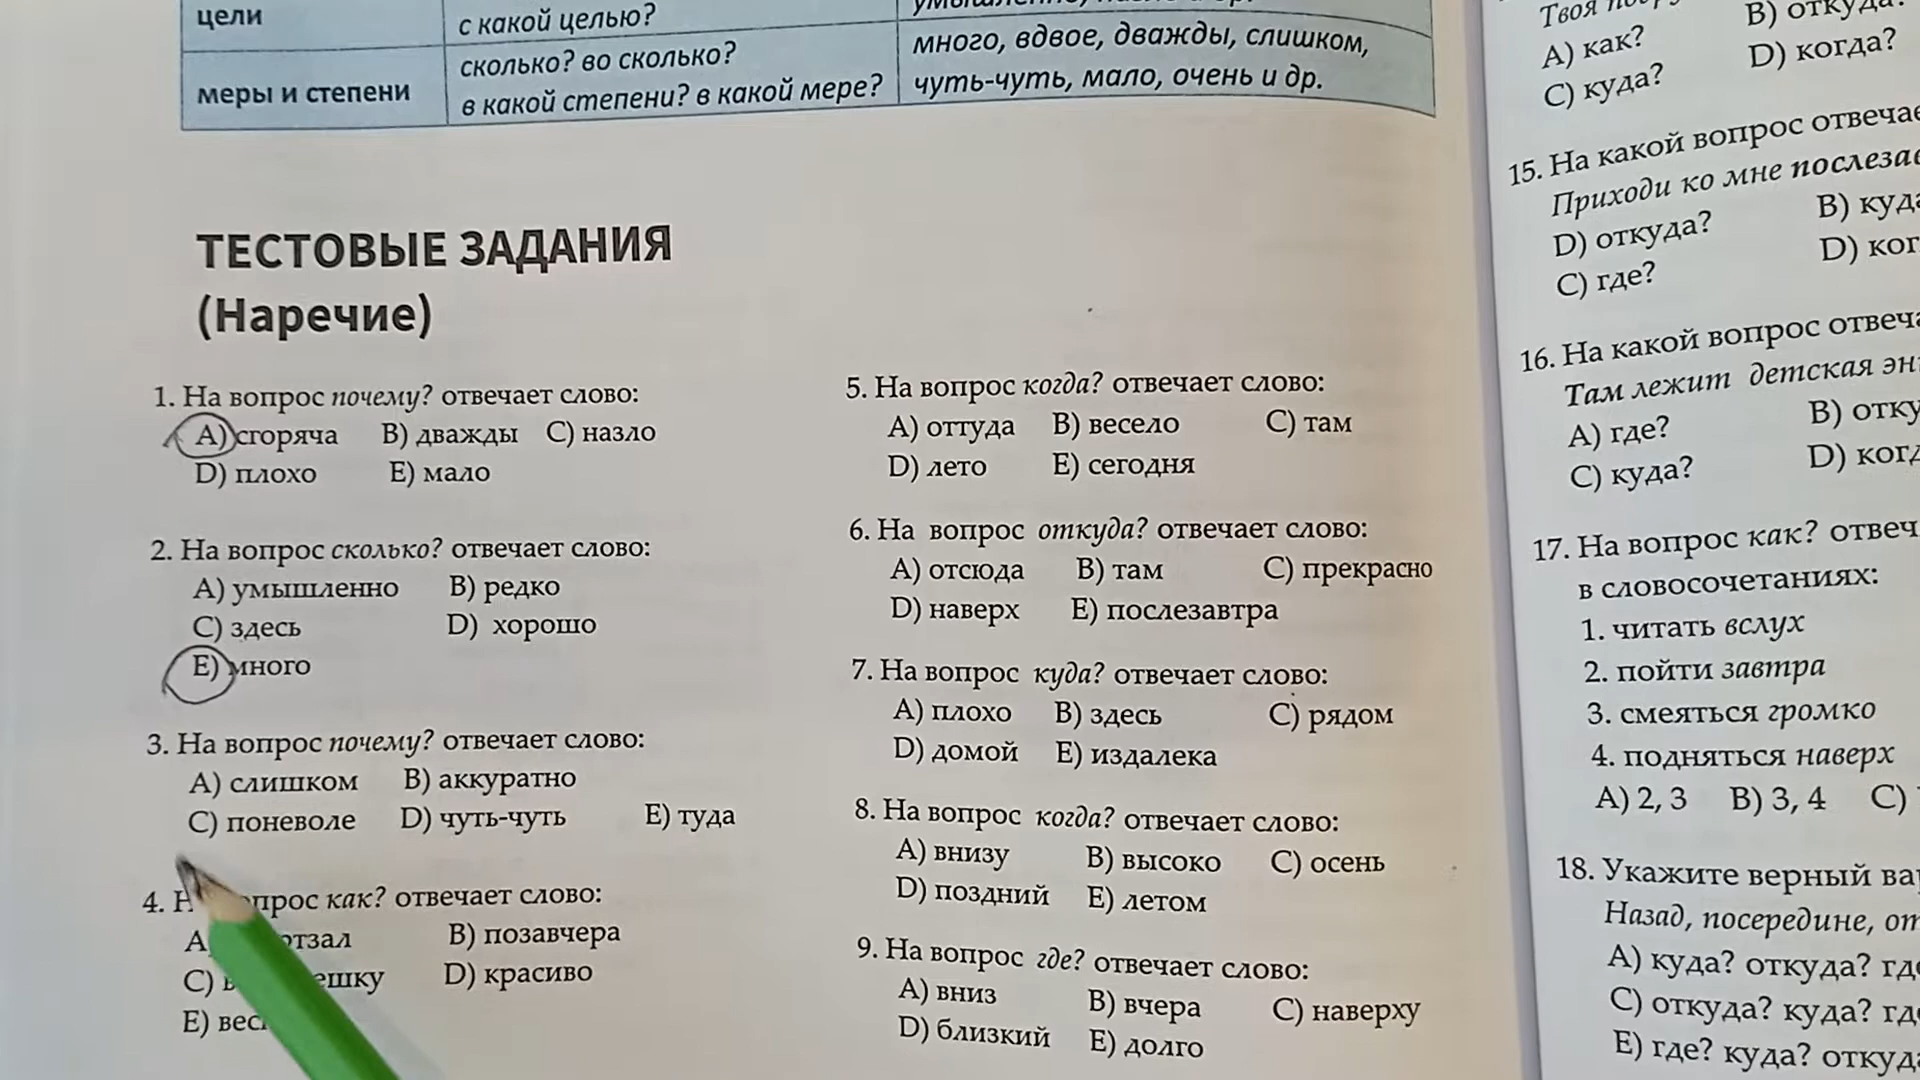 цели
с какой целью?
меры и степени
сколько? во сколько?
в какой степени? в какой мере?
много, вдвое, дважды, слишком,
чуть-чуть, мало, очень и др.
ТЕСТОВЫЕ ЗАДАНИЯ
(Наречие)
1. На вопрос почему? отвечает слово:
A) сгоряча B) дважды C) назло
D) плохо E) мало
2. На вопрос сколько? отвечает слово:
A) умышленно B) редко
C) здесь D) хорошо
E) много
3. На вопрос почему? отвечает слово:
A) слишком B) аккуратно
C) поневоле D) чуть-чуть E) туда
4. как? отвечает слово:
B) позавчера
C) D) красиво
E)
5. На вопрос когда? отвечает слово:
A) оттуда B) весело C) там
D) лето E) сегодня
6. На вопрос откуда? отвечает слово:
A) отсюда B) там C) прекрасно
D) наверх E) послезавтра
7. На вопрос куда? отвечает слово:
A) плохо B) здесь C) рядом
D) домой E) издалека
8. На вопрос когда? отвечает слово:
A) внизу B) высоко C) осень
D) поздний E) летом
9. На вопрос где? отвечает слово:
A) вниз B) вчера C) наверху
D) близкий E) долго
Твоя
A) как? B) откуда?
C) куда? D) когда?
15. На какой вопрос
Приходи ко мне
D) откуда? B)
C) где? D)
16. На какой вопрос
Там лежит детская
A) где? B)
C) куда? D)
17. На вопрос как?
в словосочетаниях:
1. читать вслух
2. пойти завтра
3. смеяться громко
4. подняться наверх
A) 2, 3 B) 3, 4 C)
18. Укажите верный
Назад, посередине,
A) куда? откуда?
C) откуда? куда?
E) где? куда?